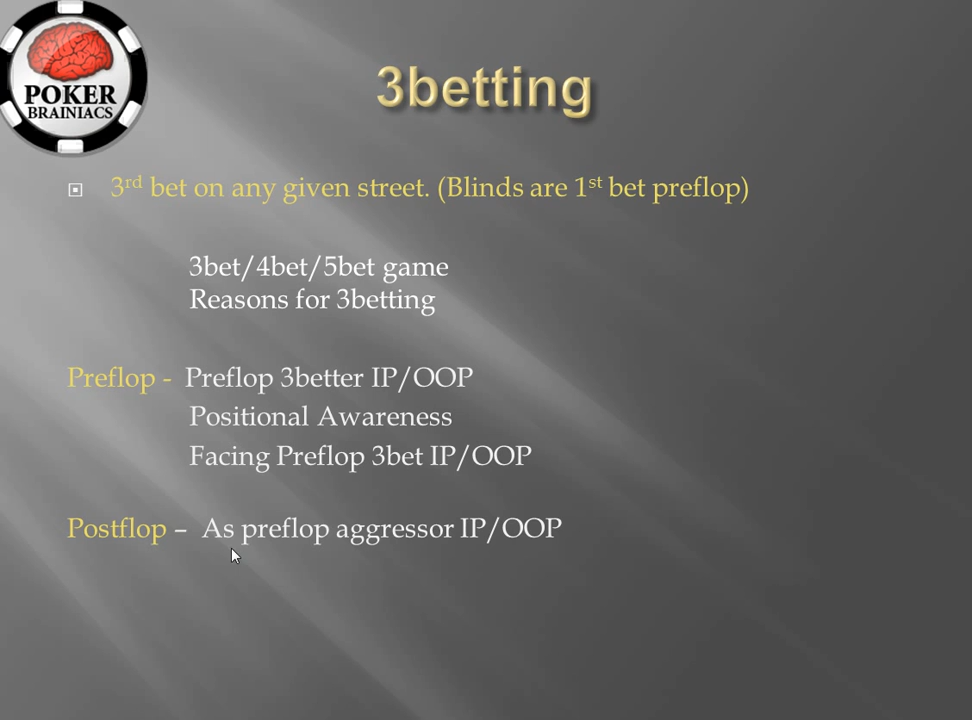 POKER
BRAINIACS
3betting
3rd bet on any given street. (Blinds are 1st bet preflop)
3bet/4bet/5bet game
Reasons for 3betting
Preflop - Preflop 3better IP/OOP
Positional Awareness
Facing Preflop 3bet IP/OOP
Postflop – As preflop aggressor IP/OOP